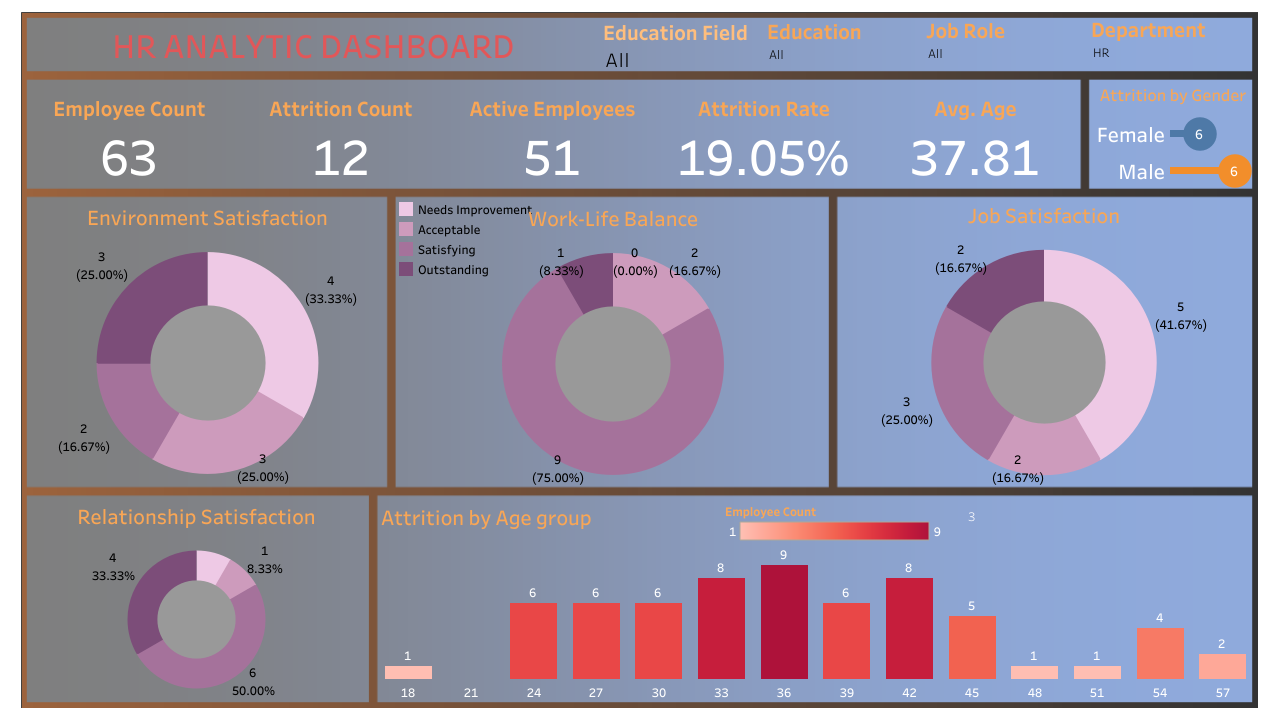 HR ANALYTIC DASHBOARD
Education Field
All
Education
All
Job Role
All
Department
HR
Employee Count
63
Attrition Count
12
Active Employees
51
Attrition Rate
19.05%
Avg. Age
37.81
Attrition by Gender
Female 6
Male 6
Environment Satisfaction
3
(25.00%)
4
(33.33%)
2
(16.67%)
3
(25.00%)
Needs Improvement
Acceptable
Satisfying
Outstanding
Work-Life Balance
1
(8.33%)
0
(0.00%)
2
(16.67%)
9
(75.00%)
Job Satisfaction
2
(16.67%)
5
(41.67%)
3
(25.00%)
2
(16.67%)
Relationship Satisfaction
4
33.33%
1
8.33%
6
50.00%
Attrition by Age group
Employee Count
1 9
3
1 6 6 6 8 9 6 8 5 1 1 4 2
18 21 24 27 30 33 36 39 42 45 48 51 54 57